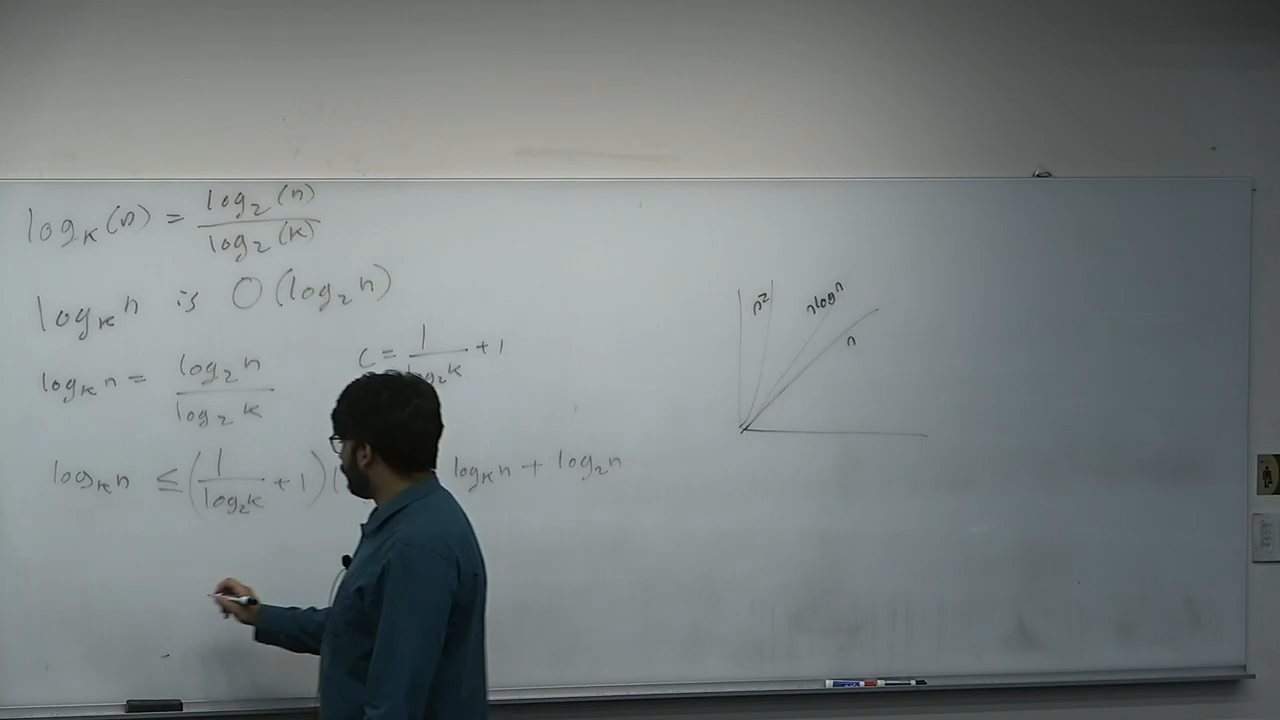 log_K(n) = log_2(n) / log_2(K)
log_K n is O(log_2 n)
log_K n = log_2 n / log_2 K
C = 1 / log_2 K + 1
log_K n ≤ (1 / log_2 K + 1)(
log_K n + log_2 n
n^2
n log n
n